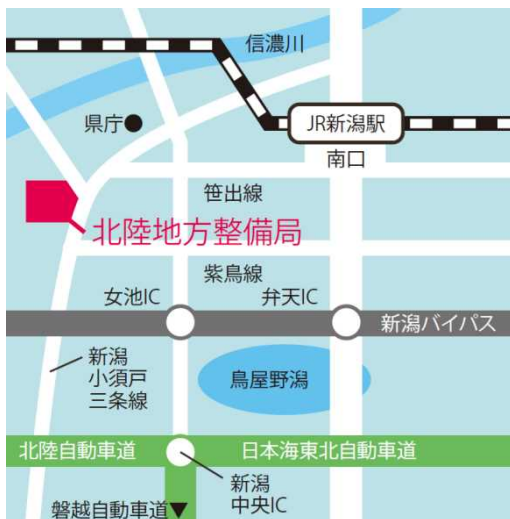 信濃川
県庁
JR新潟駅
南口
笹出線
北陸地方整備局
紫鳥線
女池IC
弁天IC
新潟バイパス
新潟
小須戸
三条線
鳥屋野潟
北陸自動車道
日本海東北自動車道
新潟
中央IC
磐越自動車道